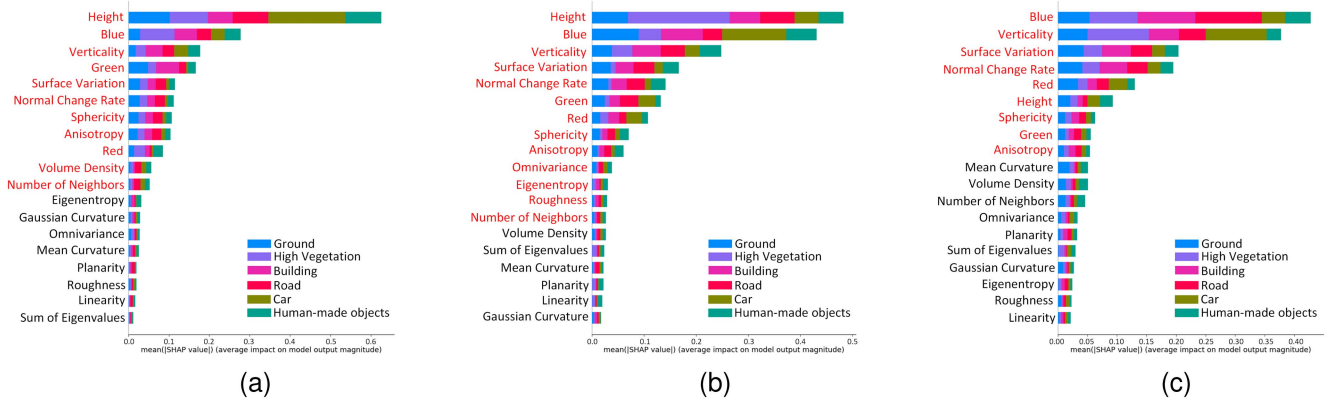 Height
Blue
Verticality
Green
Surface Variation
Normal Change Rate
Sphericity
Anisotropy
Red
Volume Density
Number of Neighbors
Eigenentropy
Gaussian Curvature
Omnivariance
Mean Curvature
Planarity
Roughness
Linearity
Sum of Eigenvalues
Ground
High Vegetation
Building
Road
Car
Human-made objects
0.0 0.1 0.2 0.3 0.4 0.5 0.6
mean(|SHAP value|) (average impact on model output magnitude)
(a)
Height
Blue
Verticality
Surface Variation
Normal Change Rate
Green
Red
Sphericity
Anisotropy
Omnivariance
Eigenentropy
Roughness
Number of Neighbors
Volume Density
Sum of Eigenvalues
Mean Curvature
Planarity
Linearity
Gaussian Curvature
Ground
High Vegetation
Building
Road
Car
Human-made objects
0.0 0.1 0.2 0.3 0.4 0.5
mean(|SHAP value|) (average impact on model output magnitude)
(b)
Blue
Verticality
Surface Variation
Normal Change Rate
Red
Height
Sphericity
Green
Anisotropy
Mean Curvature
Volume Density
Number of Neighbors
Omnivariance
Planarity
Sum of Eigenvalues
Gaussian Curvature
Eigenentropy
Roughness
Linearity
Ground
High Vegetation
Building
Road
Car
Human-made objects
0.00 0.05 0.10 0.15 0.20 0.25 0.30 0.35 0.40
mean(|SHAP value|) (average impact on model output magnitude)
(c)